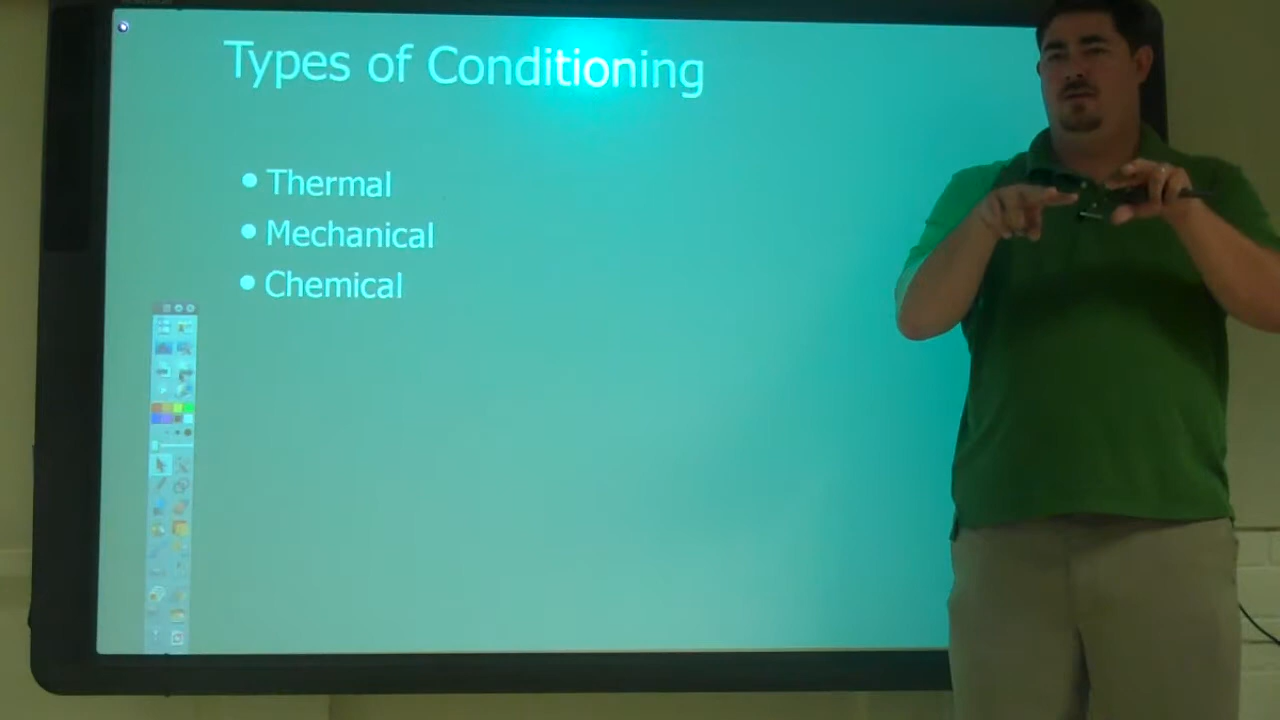 Types of Conditioning
• Thermal
• Mechanical
• Chemical